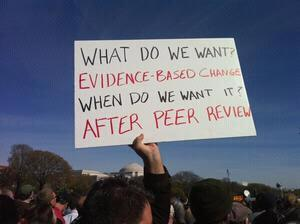 WHAT DO WE WANT?
EVIDENCE-BASED CHANGE
WHEN DO WE WANT IT?
AFTER PEER REVIEW